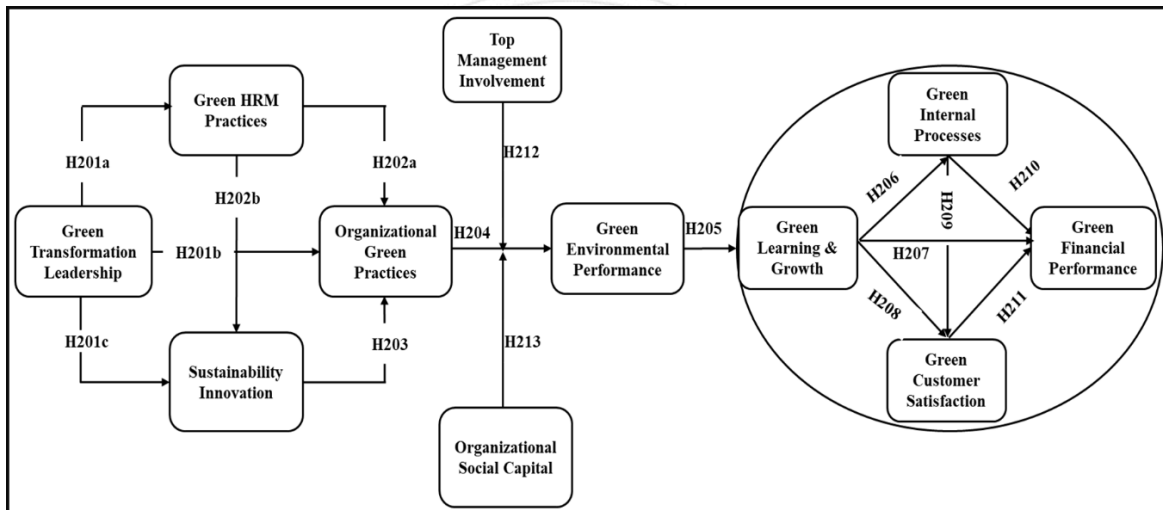 Top
Management
Involvement
Green HRM
Practices
Green
Internal
Processes
H201a
H202a
H212
H202b
H206
H210
H209
Green
Transformation
Leadership
H201b
Organizational
Green
Practices
H204
Green
Environmental
Performance
H205
Green
Learning &
Growth
H207
Green
Financial
Performance
H201c
H203
H213
H208
H211
Sustainability
Innovation
Green
Customer
Satisfaction
Organizational
Social Capital